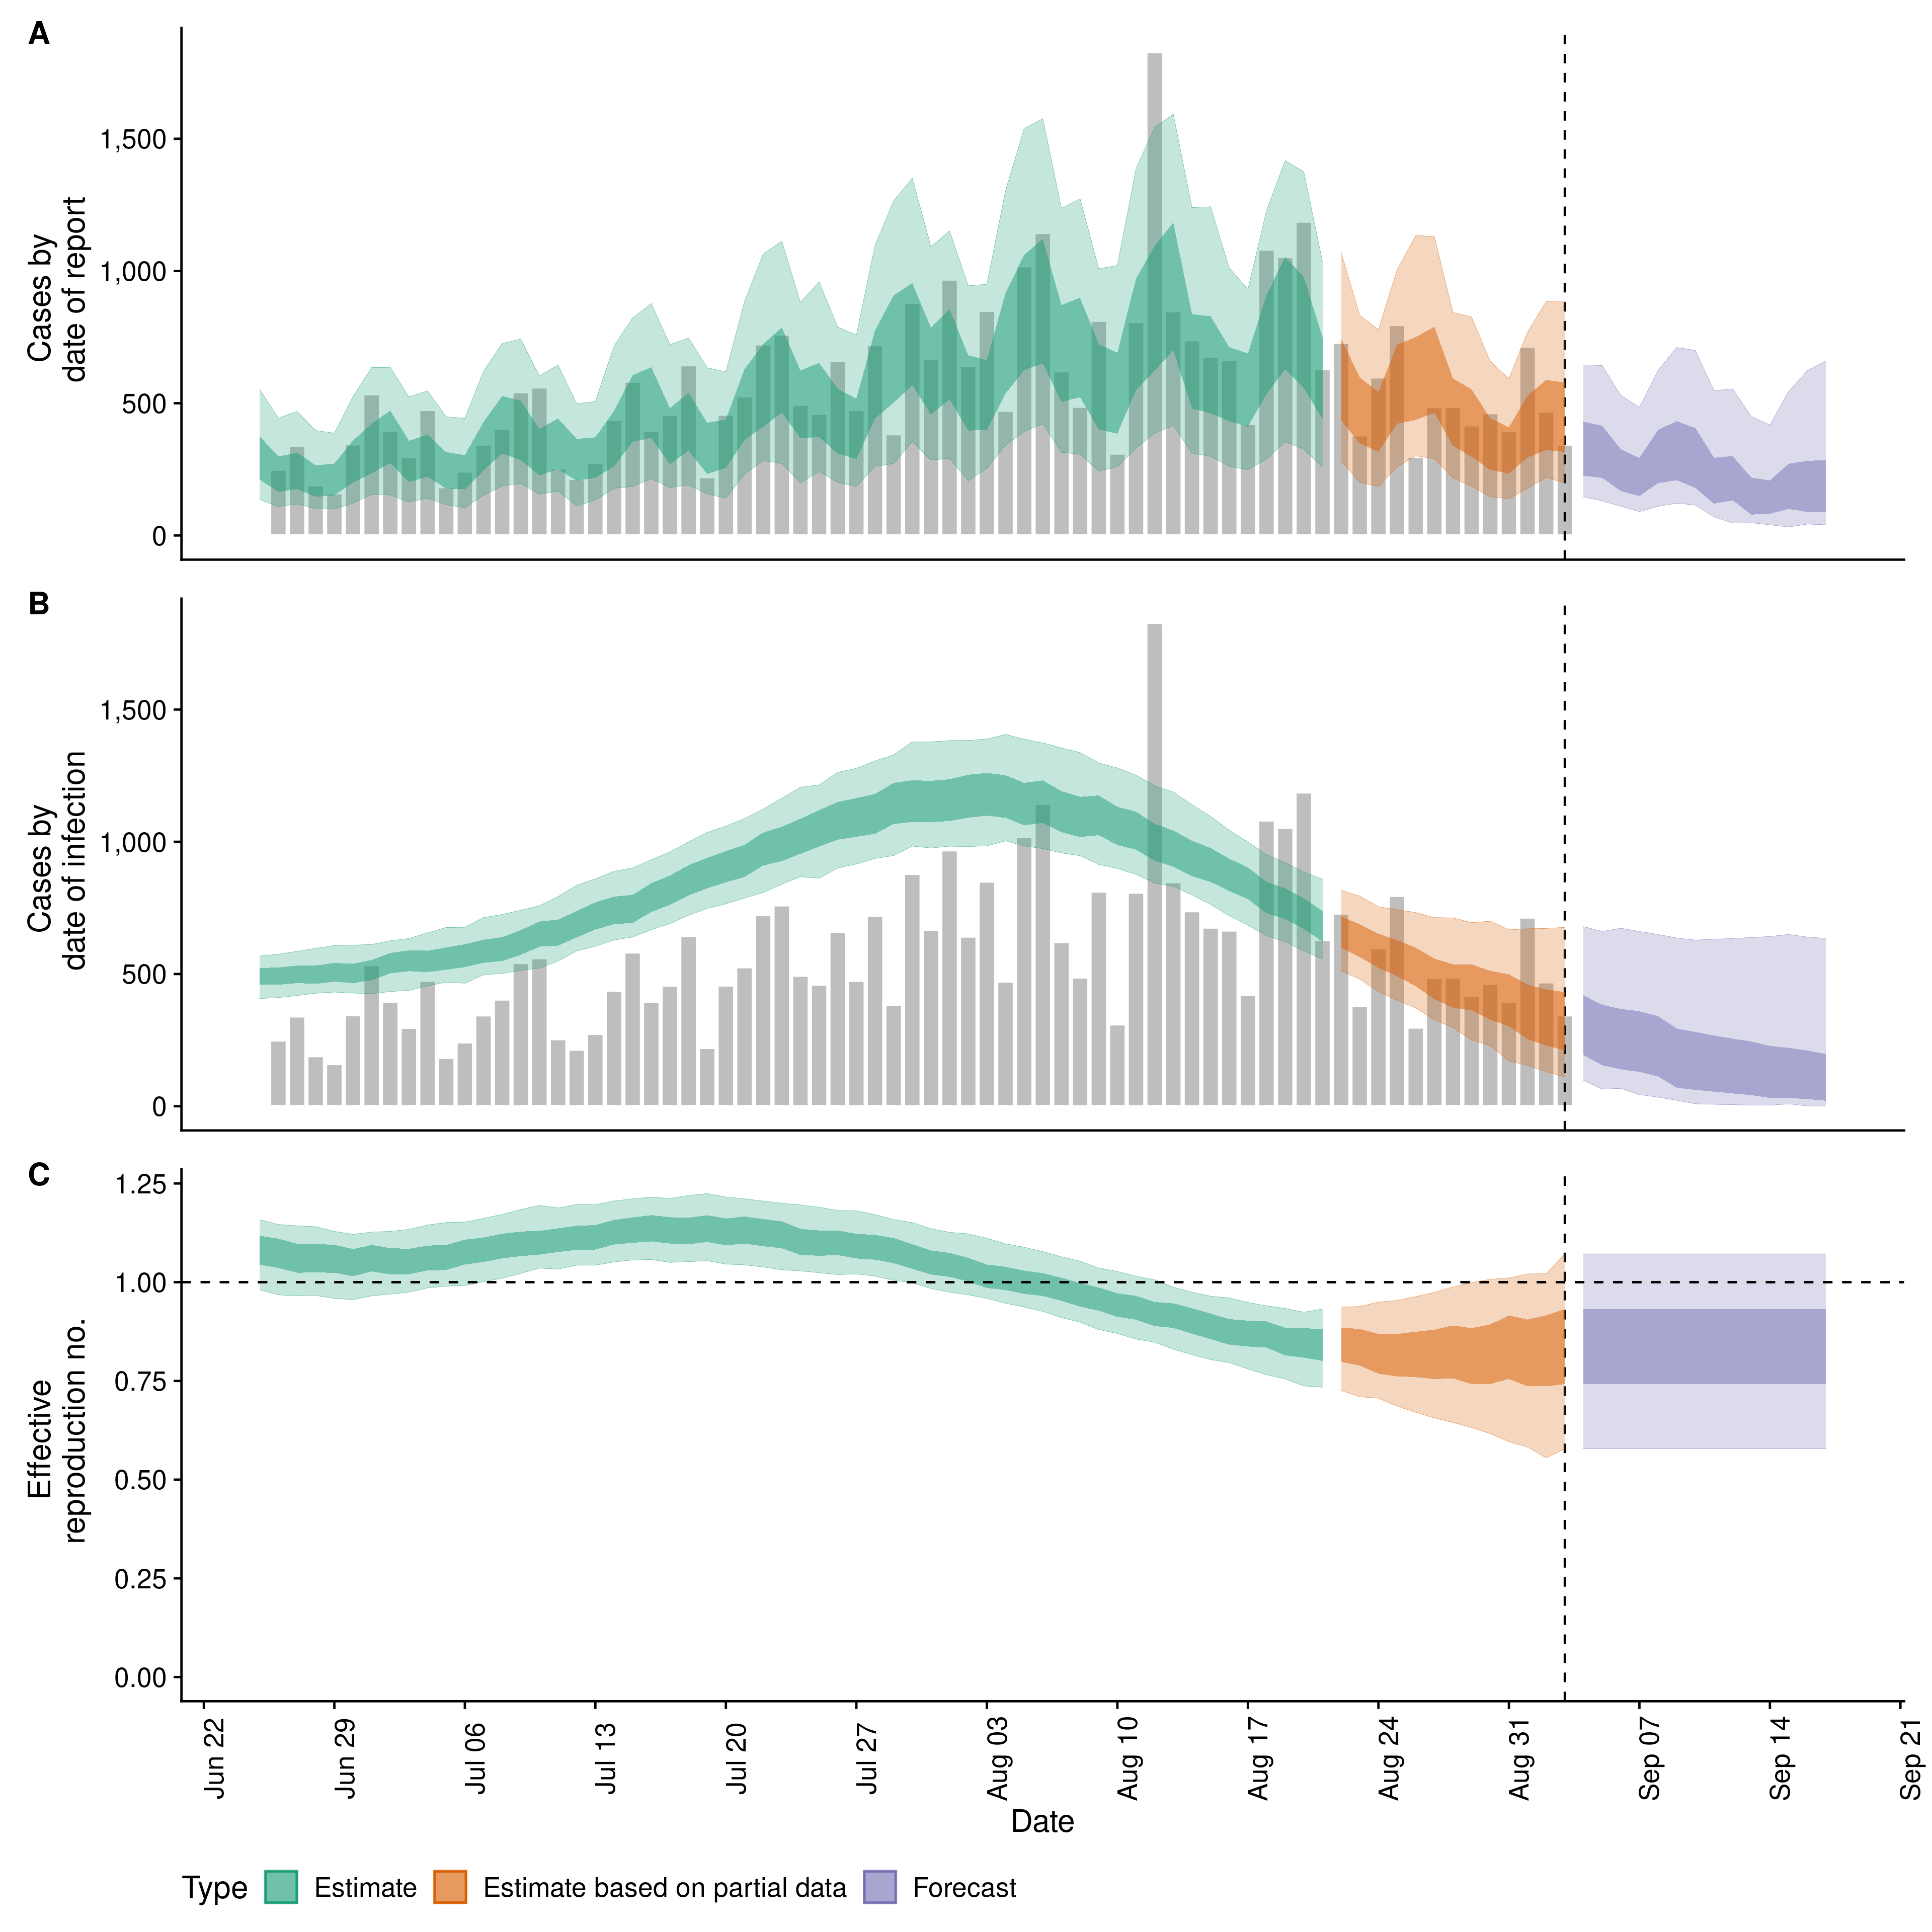 A
Cases by
date of report
1,500
1,000
500
0
B
Cases by
date of infection
1,500
1,000
500
0
C
Effective
reproduction no.
1.25
1.00
0.75
0.50
0.25
0.00
Jun 22
Jun 29
Jul 06
Jul 13
Jul 20
Jul 27
Aug 03
Aug 10
Aug 17
Aug 24
Aug 31
Sep 07
Sep 14
Sep 21
Date
Type Estimate Estimate based on partial data Forecast